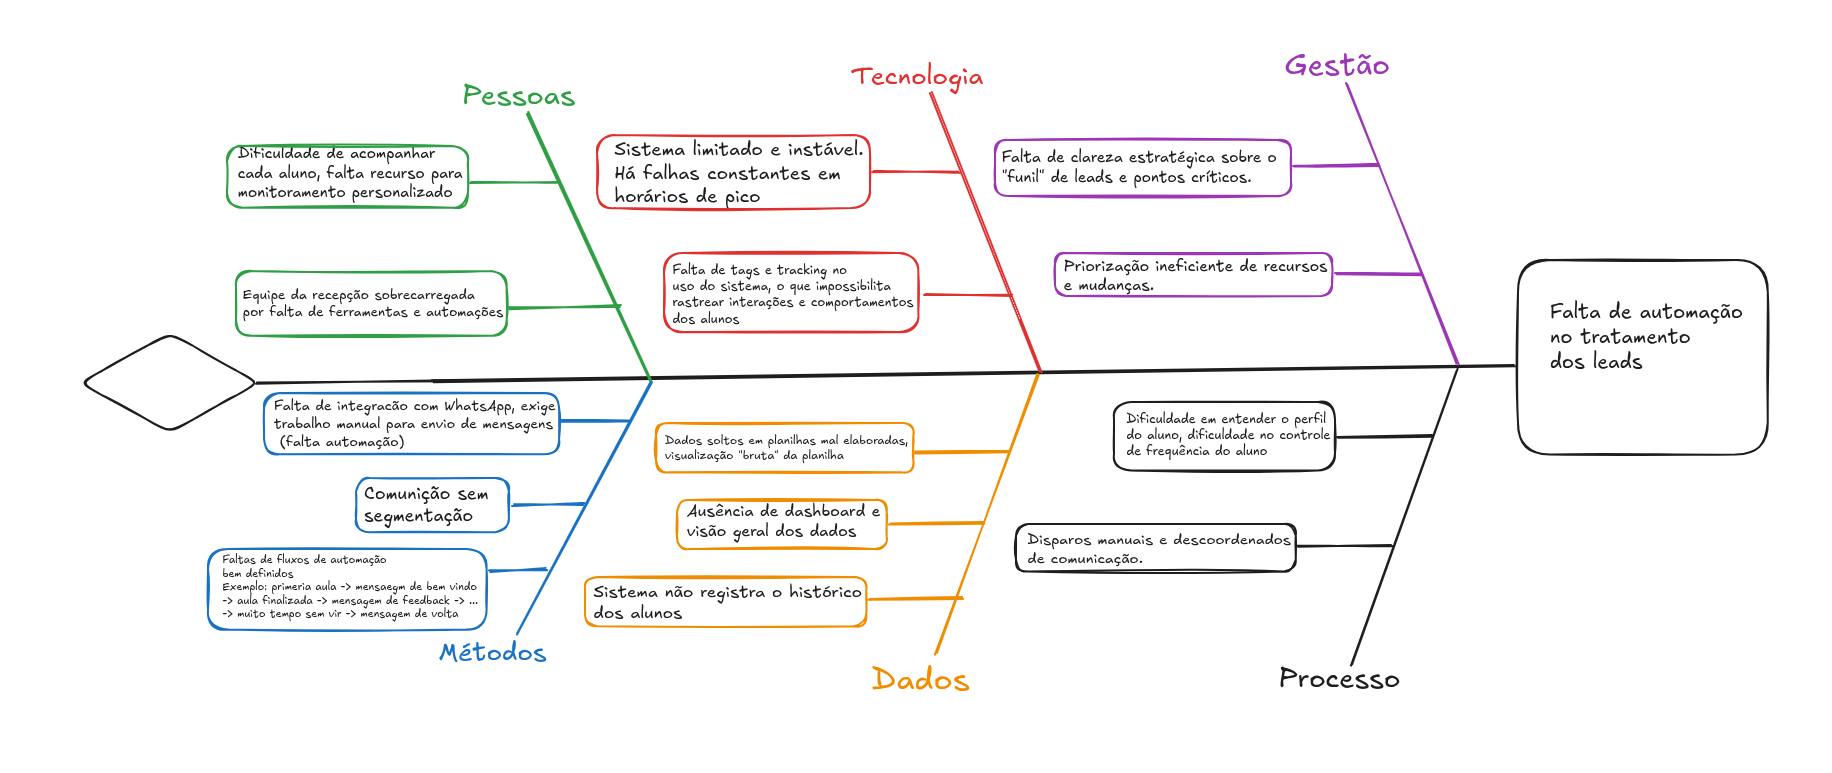 Pessoas
Dificuldade de acompanhar
cada aluno, falta recurso para
monitoramento personalizado
Equipe da recepção sobrecarregada
por falta de ferramentas e automações
Tecnologia
Sistema limitado e instável.
Há falhas constantes em
horários de pico
Falta de tags e tracking no
uso do sistema, o que impossibilita
rastrear interações e comportamentos
dos alunos
Gestão
Falta de clareza estratégica sobre o
"funil" de leads e pontos críticos.
Priorização ineficiente de recursos
e mudanças.
Falta de automação
no tratamento
dos leads
Falta de integracão com WhatsApp, exige
trabalho manual para envio de mensagens
(falta automação)
Comunição sem
segmentação
Faltas de fluxos de automação
bem definidos
Exemplo: primeria aula -> mensaegm de bem vindo
-> aula finalizada -> mensagem de feedback -> ...
-> muito tempo sem vir -> mensagem de volta
Métodos
Dados soltos em planilhas mal elaboradas,
visualização "bruta" da planilha
Ausência de dashboard e
visão geral dos dados
Sistema não registra o histórico
dos alunos
Dados
Dificuldade em entender o perfil
do aluno, dificuldade no controle
de frequência do aluno
Disparos manuais e descoordenados
de comunicação.
Processo